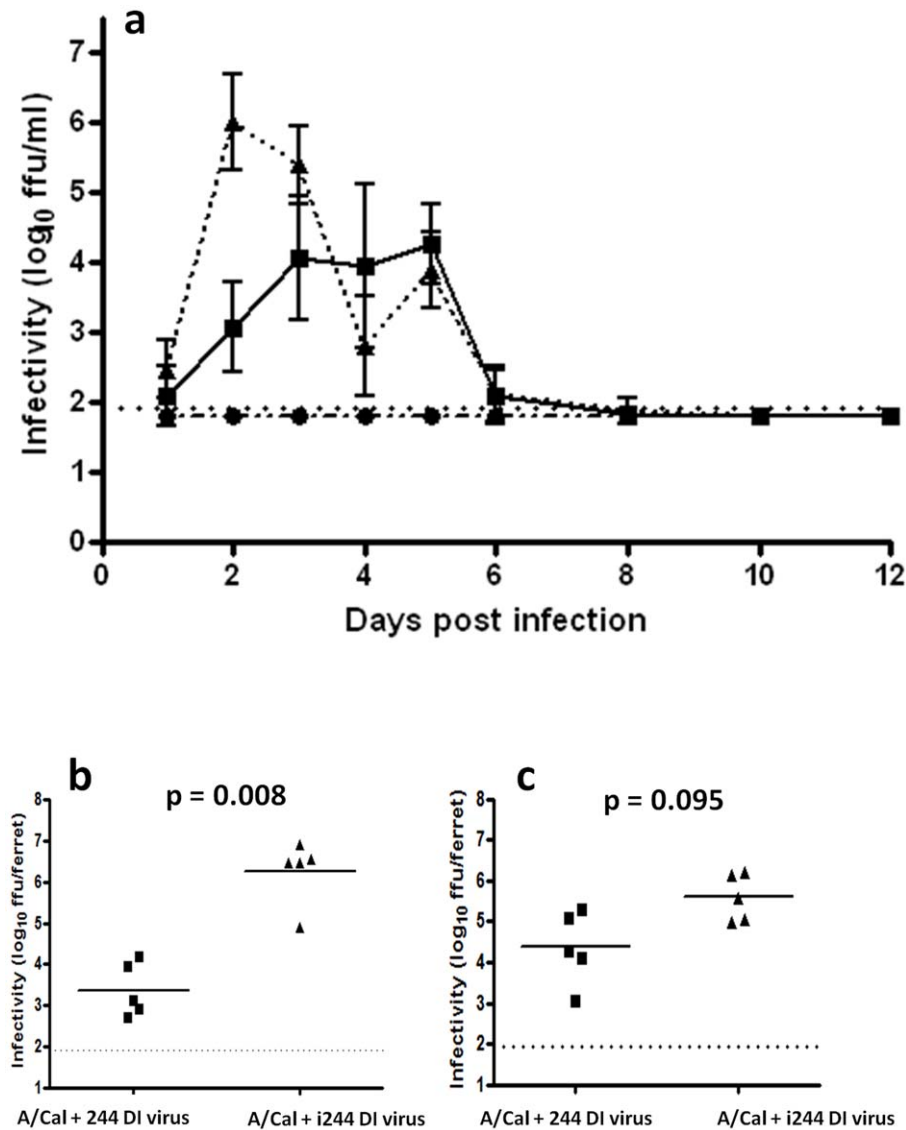 a
7
6
5
4
3
2
1
0
Infectivity (log10 ffu/ml)
0 2 4 6 8 10 12
Days post infection
b
p = 0.008
8
7
6
5
4
3
2
1
Infectivity (log10 ffu/ferret)
A/Cal + 244 DI virus A/Cal + i244 DI virus
c
p = 0.095
8
7
6
5
4
3
2
1
Infectivity (log10 ffu/ferret)
A/Cal + 244 DI virus A/Cal + i244 DI virus